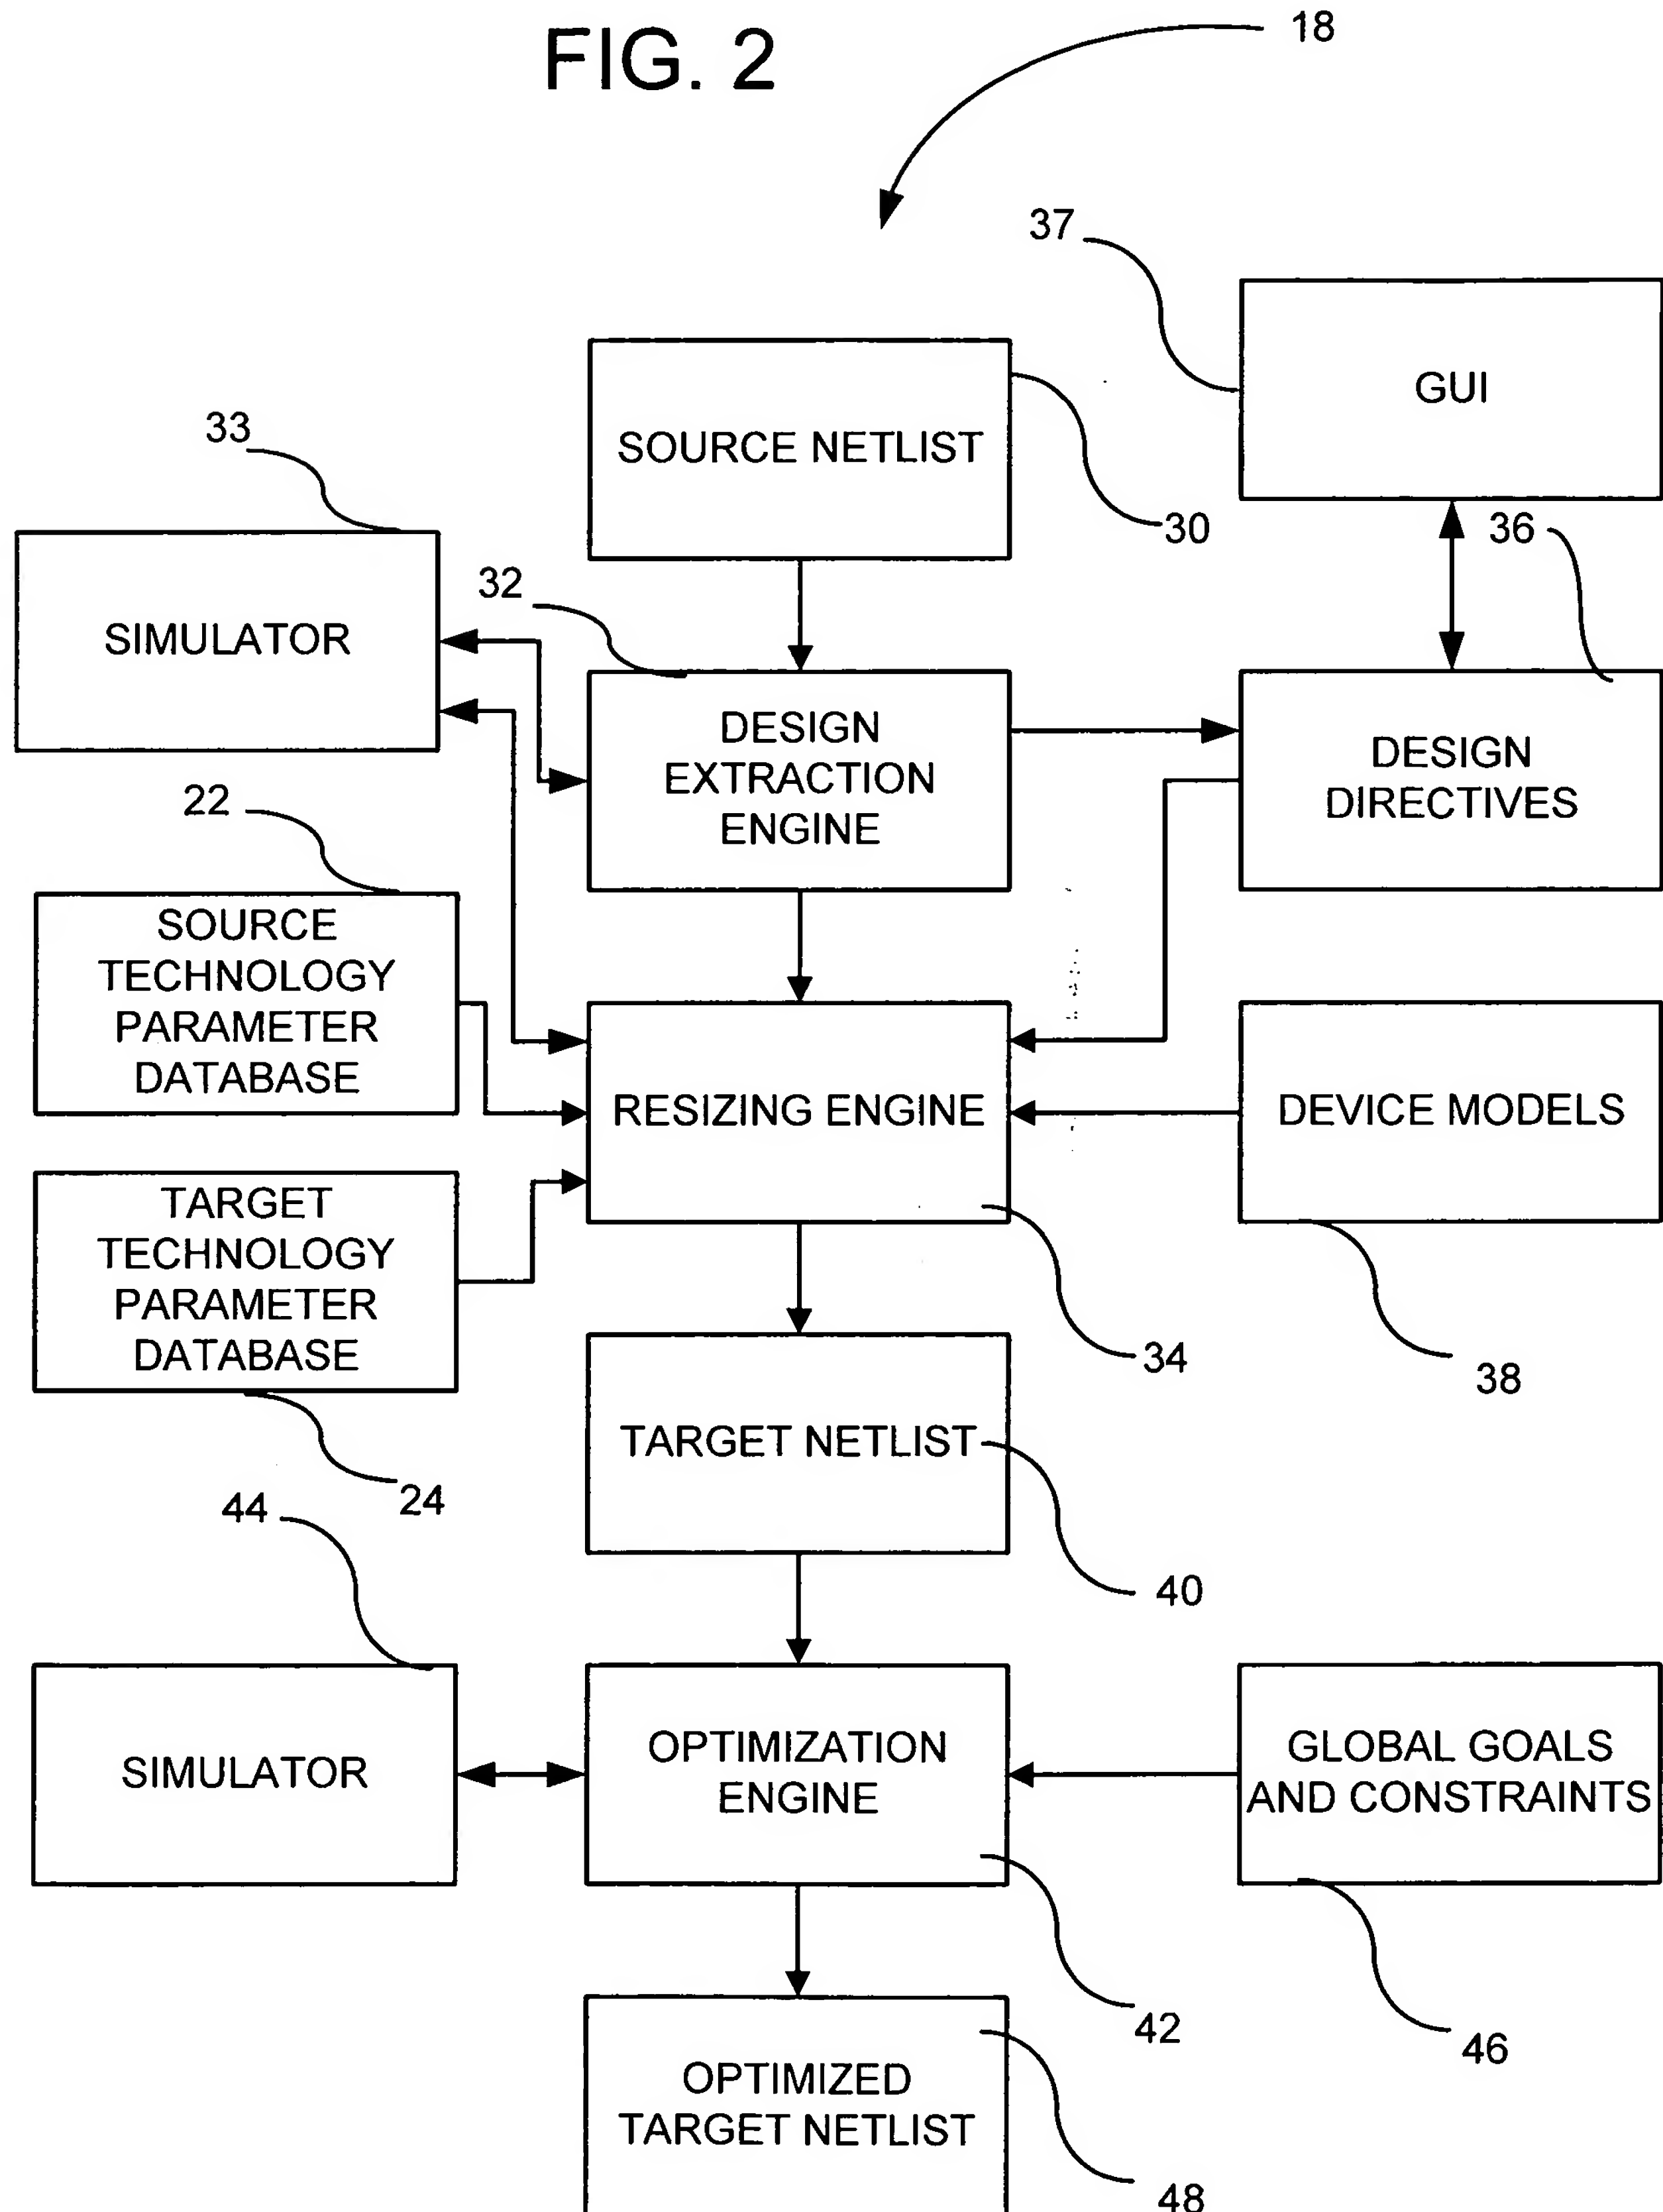 FIG. 2
18
37
GUI
SOURCE NETLIST
33
30
36
32
SIMULATOR
DESIGN
EXTRACTION
ENGINE
DESIGN
DIRECTIVES
22
SOURCE
TECHNOLOGY
PARAMETER
DATABASE
RESIZING ENGINE
DEVICE MODELS
TARGET
TECHNOLOGY
PARAMETER
DATABASE
34
38
TARGET NETLIST
24
44
40
SIMULATOR
OPTIMIZATION
ENGINE
GLOBAL GOALS
AND CONSTRAINTS
42
46
OPTIMIZED
TARGET NETLIST
48